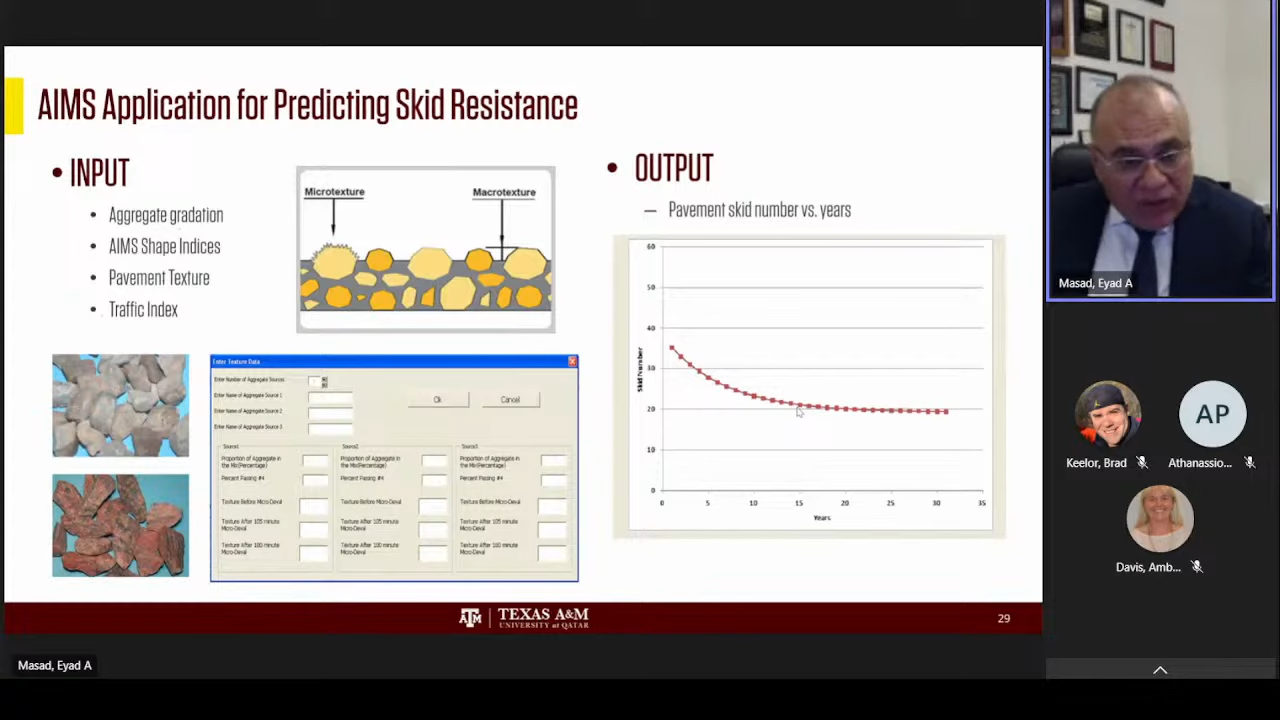 AIMS Application for Predicting Skid Resistance
• INPUT
• Aggregate gradation
• AIMS Shape Indices
• Pavement Texture
• Traffic Index
Microtexture
Macrotexture
Enter Texture Data
Enter Number of Aggregate Sources
Enter Name of Aggregate Source 1
Enter Name of Aggregate Source 2
Enter Name of Aggregate Source 3
Ok
Cancel
Source1
Proportion of Aggregate in
the Mix(Percentage)
Percent Passing #4
Texture Before Micro-Deval
Texture After 105 minute
Micro-Deval
Texture After 180 minute
Micro-Deval
Source2
Proportion of Aggregate in
the Mix(Percentage)
Percent Passing #4
Texture Before Micro-Deval
Texture After 105 minute
Micro-Deval
Texture After 180 minute
Micro-Deval
Source3
Proportion of Aggregate in
the Mix(Percentage)
Percent Passing #4
Texture Before Micro-Deval
Texture After 105 minute
Micro-Deval
Texture After 180 minute
Micro-Deval
• OUTPUT
— Pavement skid number vs. years
60
50
40
30
20
10
0
Skid Number
0 5 10 15 20 25 30 35
Years
ATM
TEXAS A&M
UNIVERSITY at QATAR
29
Masad, Eyad A
Masad, Eyad A
AP
Keelor, Brad
Athanassio...
Davis, Amb...